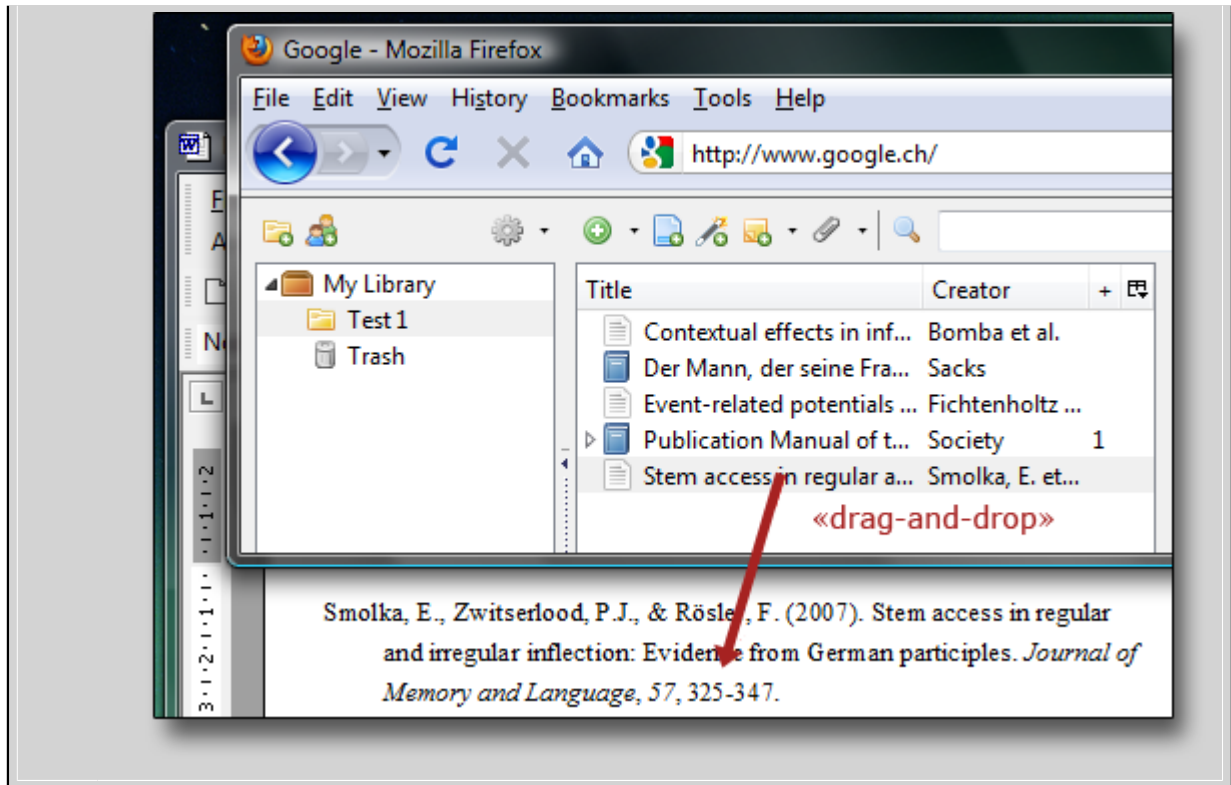 Google - Mozilla Firefox
File Edit View History Bookmarks Tools Help
http://www.google.ch/
My Library
Test 1
Trash
Title Creator +
Contextual effects in inf... Bomba et al.
Der Mann, der seine Fra... Sacks
Event-related potentials ... Fichtenholtz ...
Publication Manual of t... Society 1
Stem access in regular a... Smolka, E. et...
«drag-and-drop»
Smolka, E., Zwitserlood, P.J., & Rösler, F. (2007). Stem access in regular
and irregular inflection: Evidence from German participles. Journal of
Memory and Language, 57, 325-347.